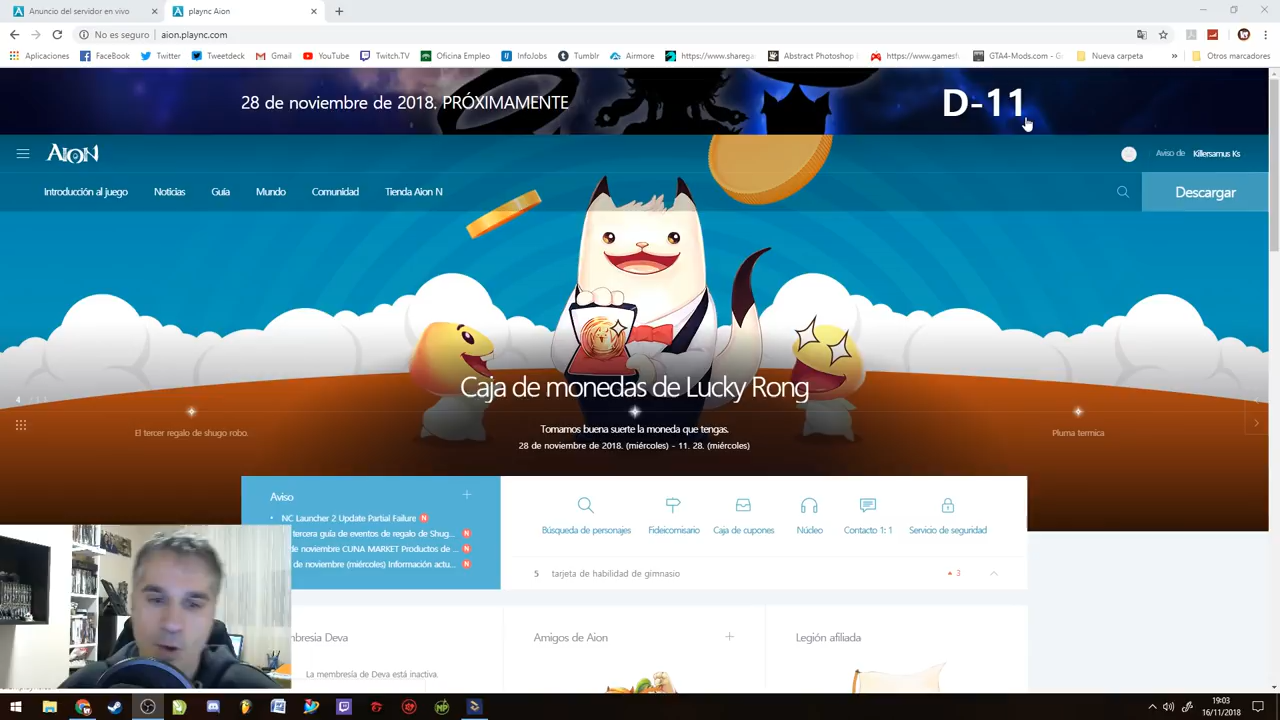 Anuncio del servidor en vivo
plaync Aion
No es seguro | aion.plaync.com
Aplicaciones
FaceBook
Twitter
Tweetdeck
Gmail
YouTube
Twitch.TV
Oficina Empleo
InfoJobs
Tumblr
Airmore
https://www.sharega
Abstract Photoshop
https://www.gamesf
GTA4-Mods.com - G
Nueva carpeta
»
Otros marcadores
28 de noviembre de 2018. PRÓXIMAMENTE
D-11
AION
Aviso de Killersamus Ks
Introducción al juego
Noticias
Guía
Mundo
Comunidad
Tienda Aion N
Descargar
Caja de monedas de Lucky Rong
4
El tercer regalo de shugo robo.
Tomamos buena suerte la moneda que tengas.
Pluma termica
28 de noviembre de 2018. (miércoles) - 11. 28. (miércoles)
Aviso
NC Launcher 2 Update Partial Failure N
tercera guía de eventos de regalo de Shug... N
de noviembre CUNA MARKET Productos de ... N
de noviembre (miércoles) Información actu... N
Búsqueda de personajes
Fideicomisario
Caja de cupones
Núcleo
Contacto 1: 1
Servicio de seguridad
5 tarjeta de habilidad de gimnasio
3
mbresia Deva
La membresía de Deva está inactiva.
Amigos de Aion
Legión afiliada
19:03
16/11/2018